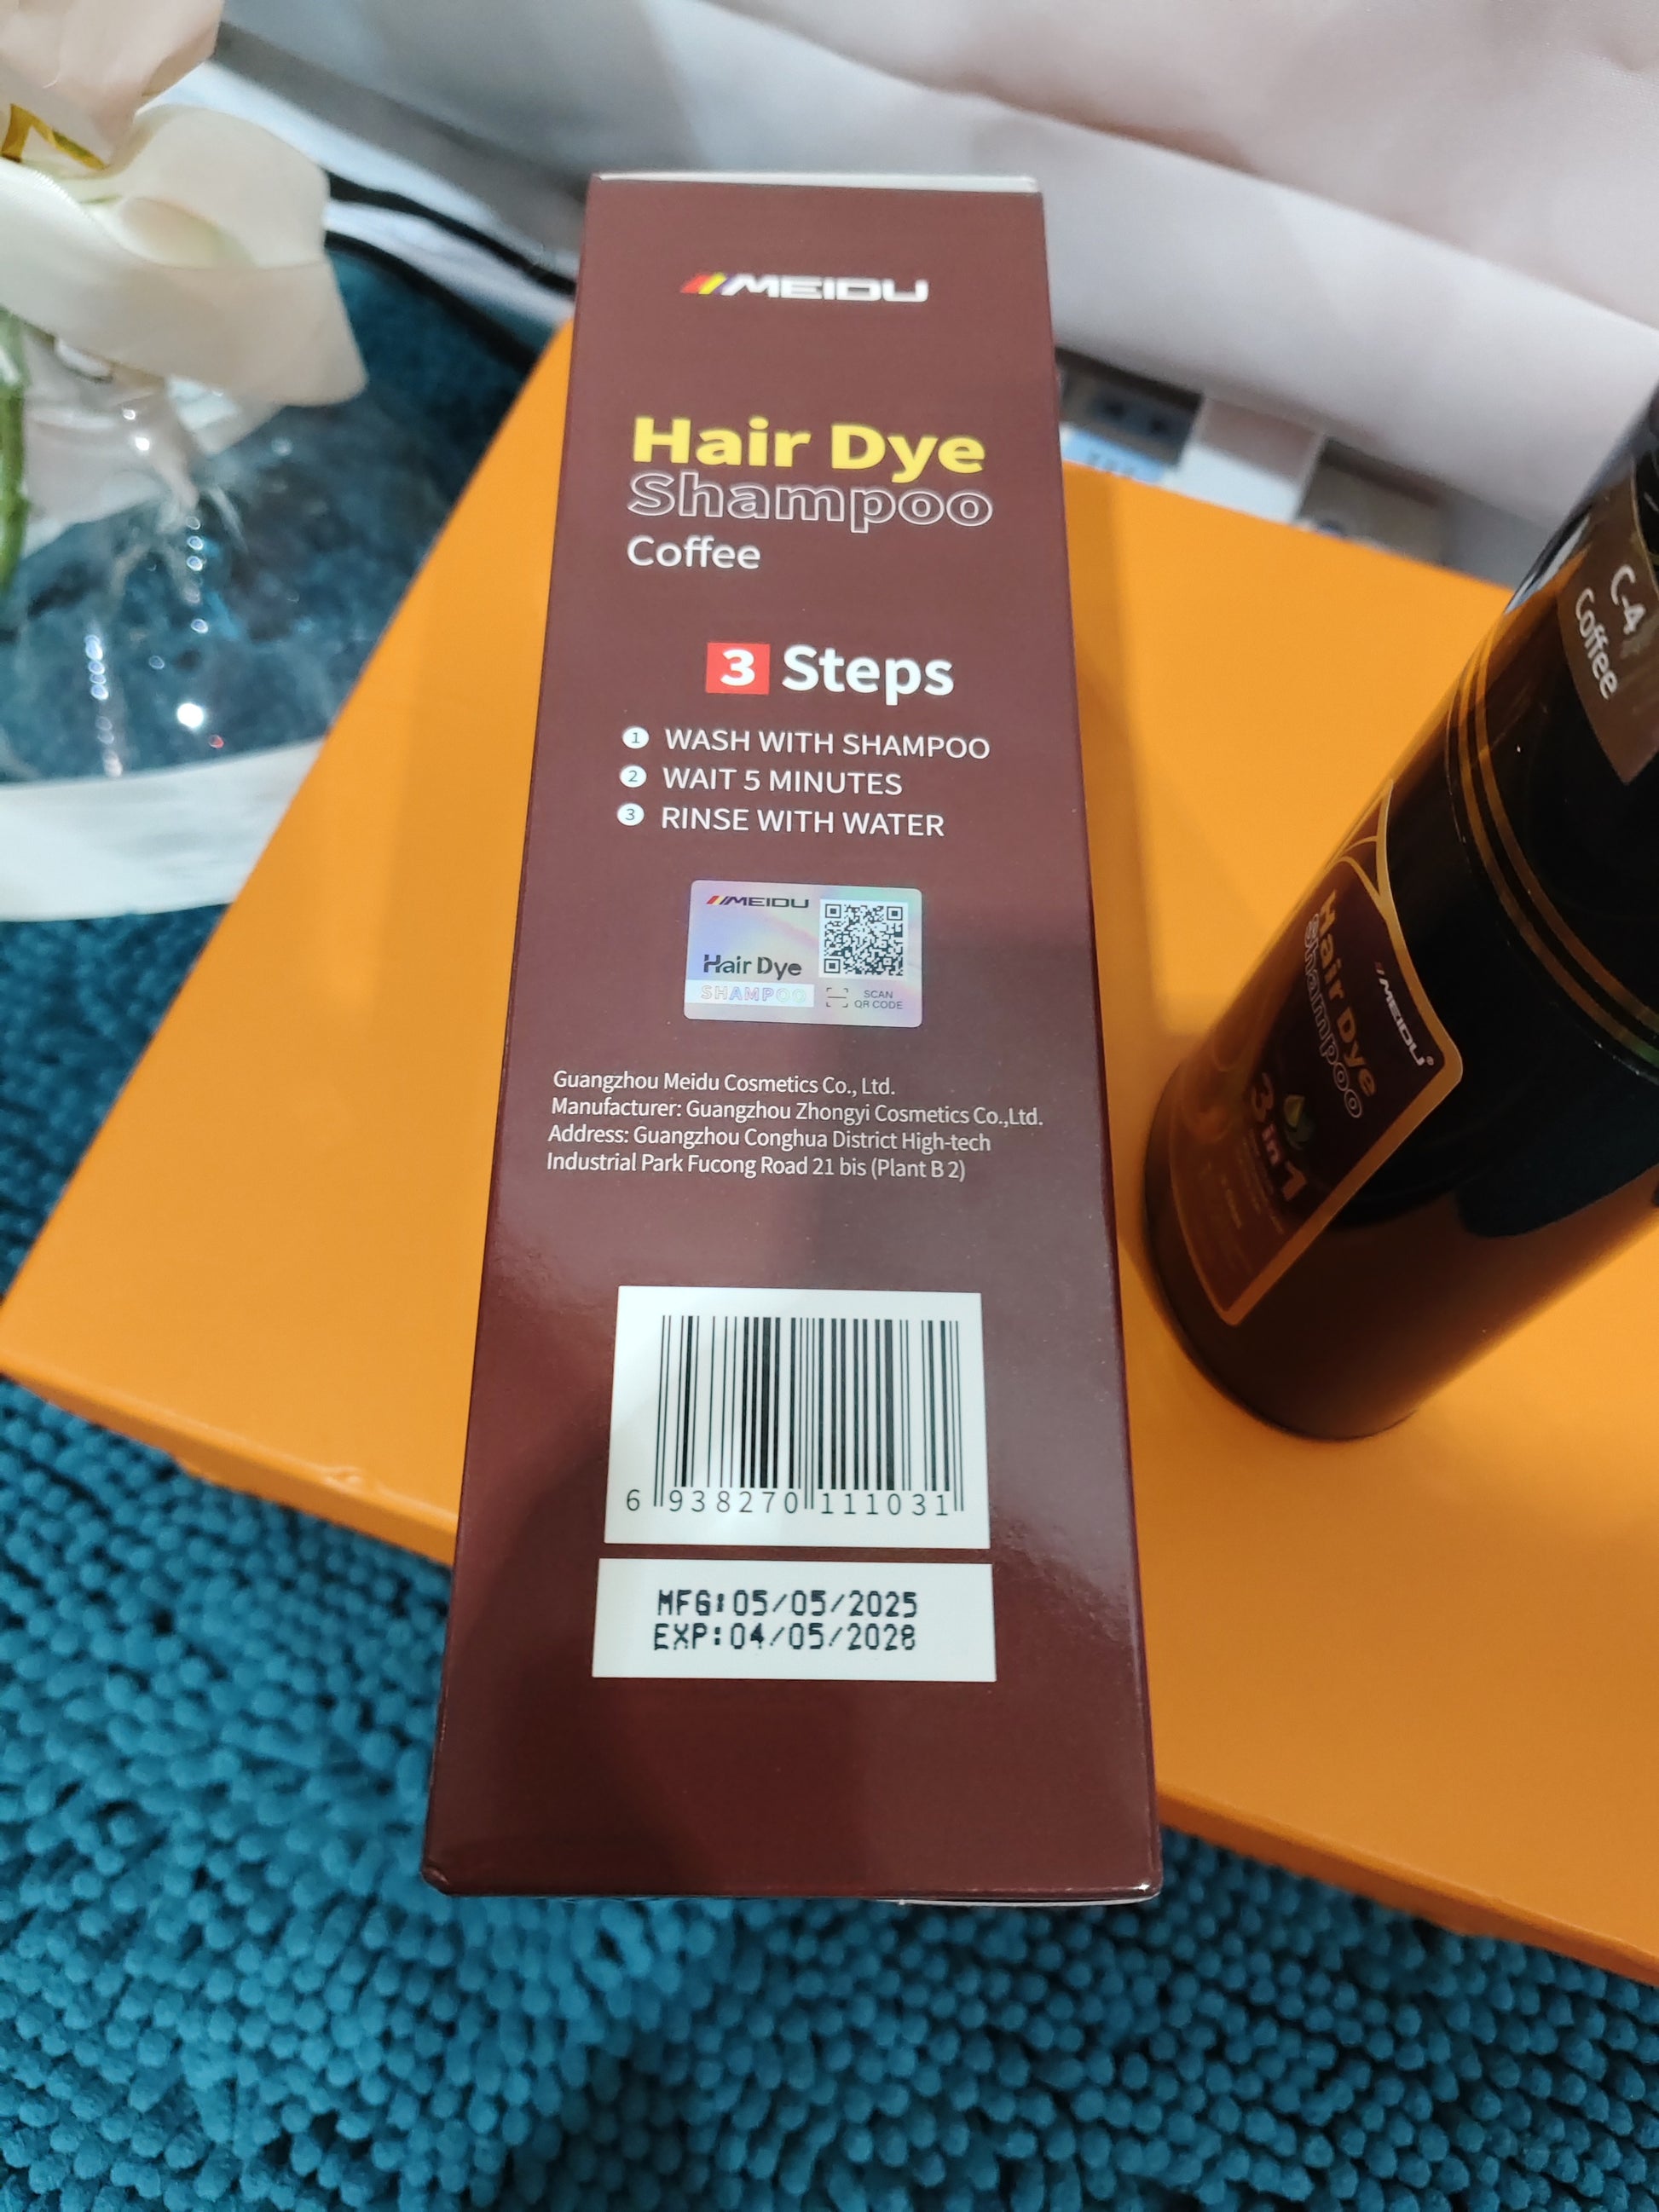 MEIDU
Hair Dye
Shampoo
Coffee
3 Steps
1 WASH WITH SHAMPOO
2 WAIT 5 MINUTES
3 RINSE WITH WATER
MEIDU
Hair Dye
SHAMPOO
SCAN
QR CODE
Guangzhou Meidu Cosmetics Co., Ltd.
Manufacturer: Guangzhou Zhongyi Cosmetics Co.,Ltd.
Address: Guangzhou Conghua District High-tech
Industrial Park Fucong Road 21 bis (Plant B 2)
6 938270 111031
MFG:05/05/2025
EXP:04/05/2028
C-4
Coffee
MEIDU®
Hair Dye
Shampoo
3 in 1